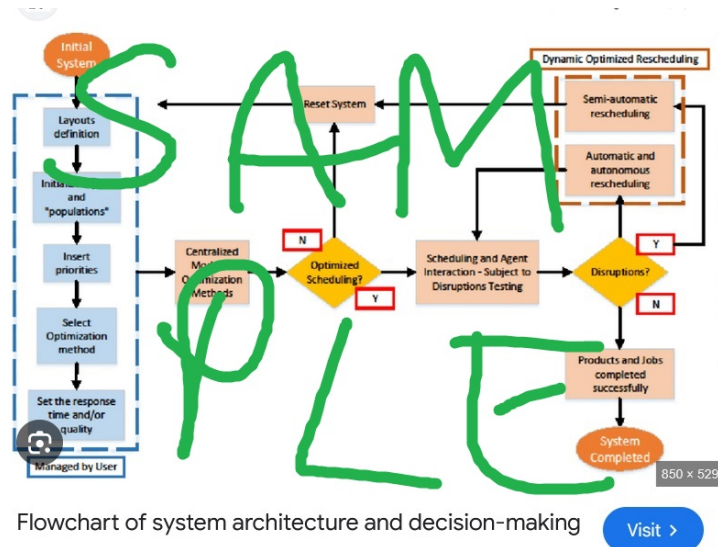 Initial
System
Dynamic Optimized Rescheduling
Layouts
definition
Reset System
Semi-automatic
rescheduling
Automatic and
autonomous
rescheduling
and
"populations"
Insert
priorities
Centralized
Methods
N
Optimized
Scheduling?
Y
Scheduling and Agent
Interaction - Subject to
Disruptions Testing
Disruptions?
Y
N
Select
Optimization
method
Set the response
time and/or
quality
Managed by User
Products and Jobs
completed
successfully
System
Completed
SAM
PLE
850 × 529
Flowchart of system architecture and decision-making
Visit >